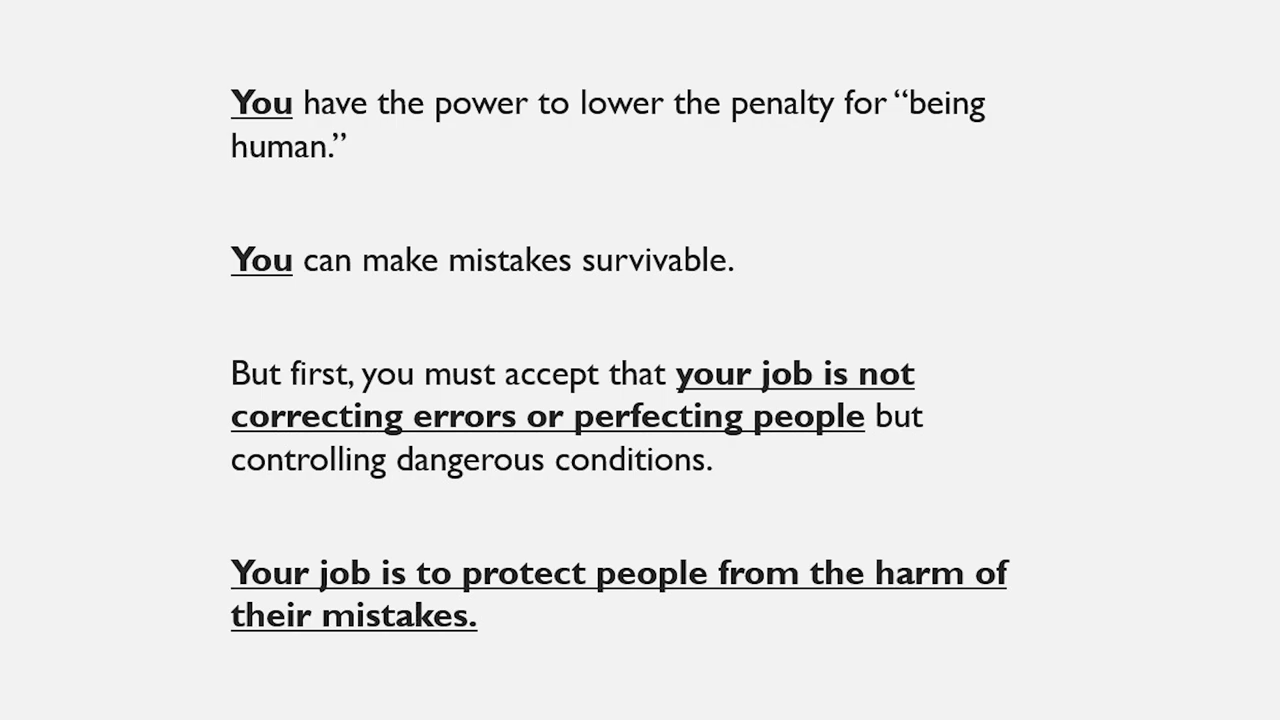 You have the power to lower the penalty for “being
human.”
You can make mistakes survivable.
But first, you must accept that your job is not
correcting errors or perfecting people but
controlling dangerous conditions.
Your job is to protect people from the harm of
their mistakes.